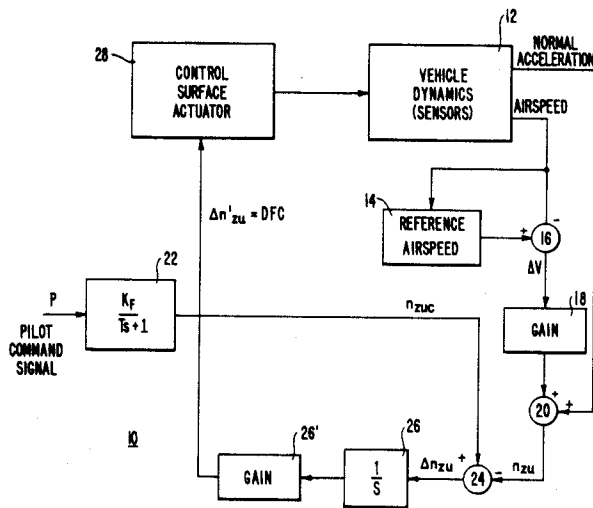 28
CONTROL
SURFACE
ACTUATOR
12
VEHICLE
DYNAMICS
(SENSORS)
NORMAL
ACCELERATION
AIRSPEED
Δn'zu = DFC
14
REFERENCE
AIRSPEED
+
-
16
ΔV
22
P
PILOT
COMMAND
SIGNAL
KF
Ts+1
nzuc
18
GAIN
+
+
20
10
26'
GAIN
26
1
S
Δnzu
+
-
24
nzu